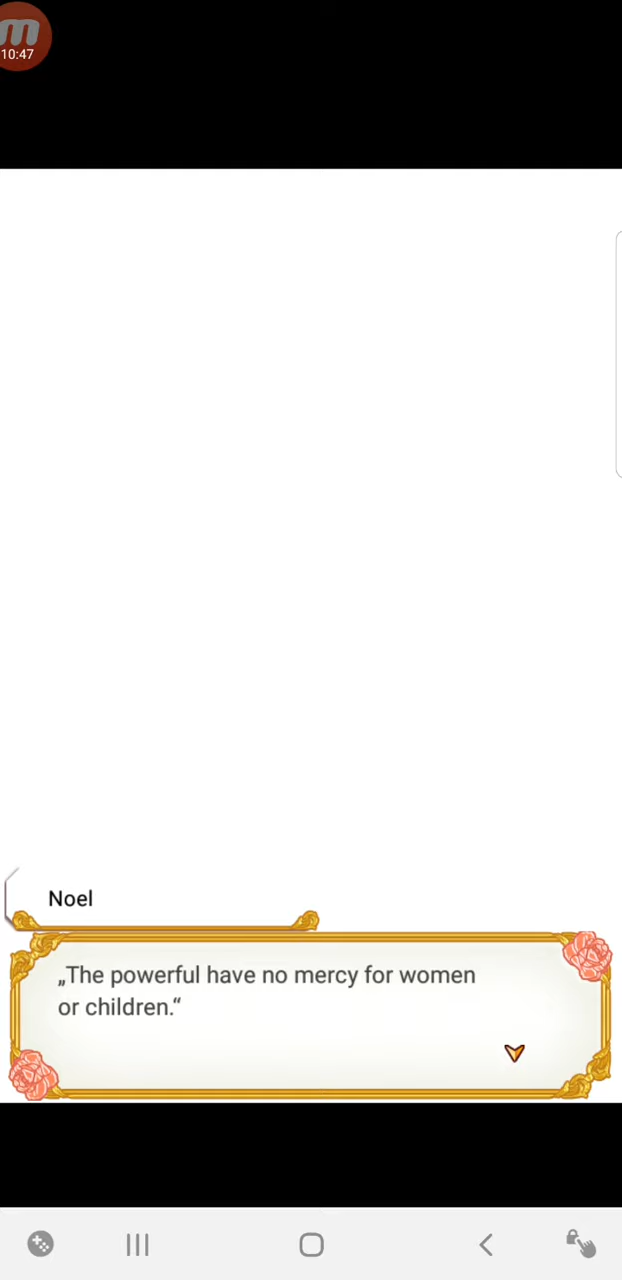 m
10:47
Noel
„The powerful have no mercy for women
or children.“